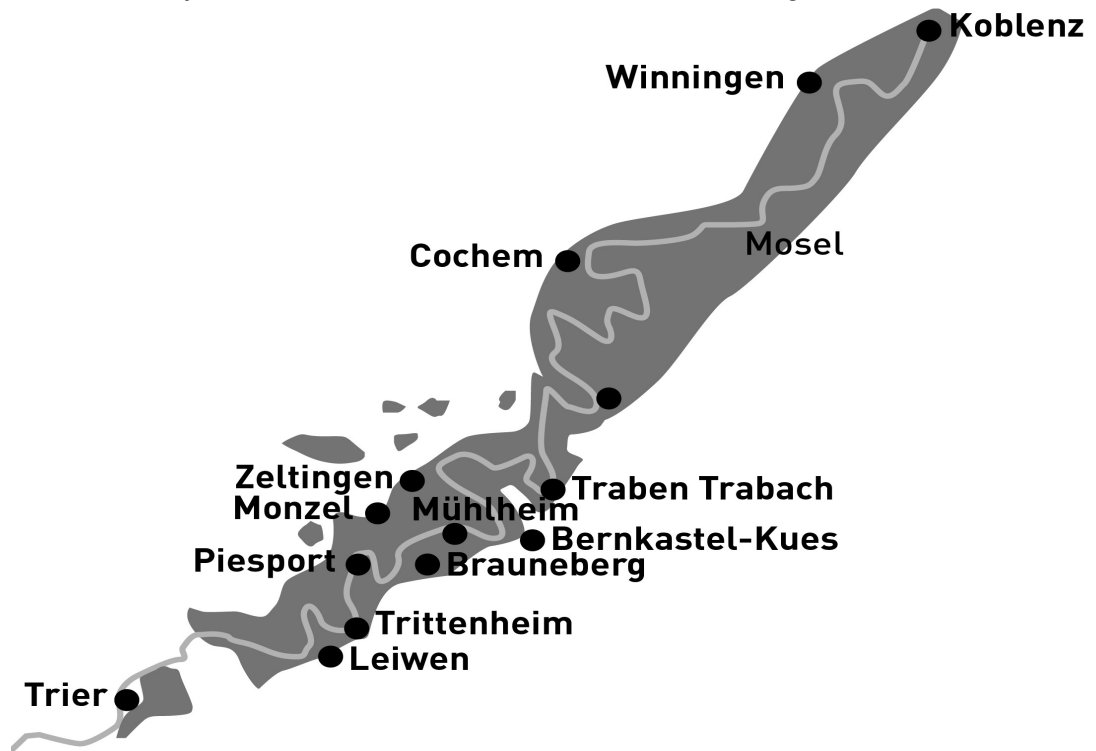 Koblenz
Winningen
Mosel
Cochem
Zeltingen
Traben Trabach
Monzel
Mühlheim
Bernkastel-Kues
Piesport
Brauneberg
Trittenheim
Leiwen
Trier